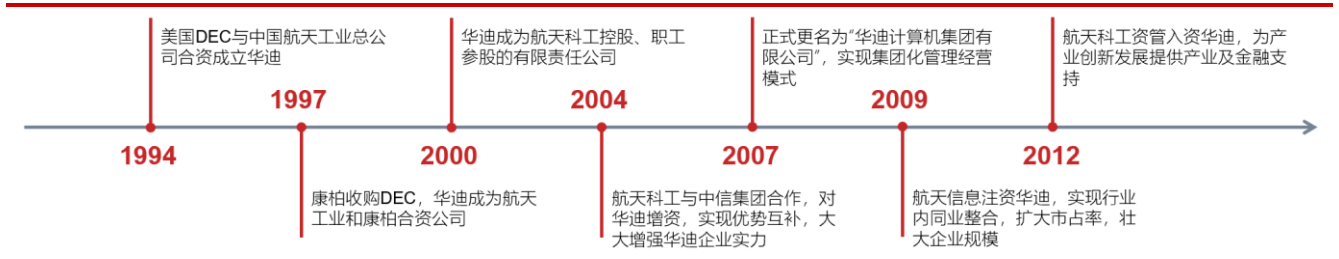 美国DEC与中国航天工业总公
司合资成立华迪
华迪成为航天科工控股、职工
参股的有限责任公司
正式更名为“华迪计算机集团有
限公司”，实现集团化管理经营
模式
航天科工资管入资华迪，为产
业创新发展提供产业及金融支
持
1997
2004
2009
1994
2000
2007
2012
康柏收购DEC，华迪成为航天
工业和康柏合资公司
航天科工与中信集团合作，对
华迪增资，实现优势互补，大
大增强华迪企业实力
航天信息注资华迪，实现行业
内同业整合，扩大市占率，壮
大企业规模